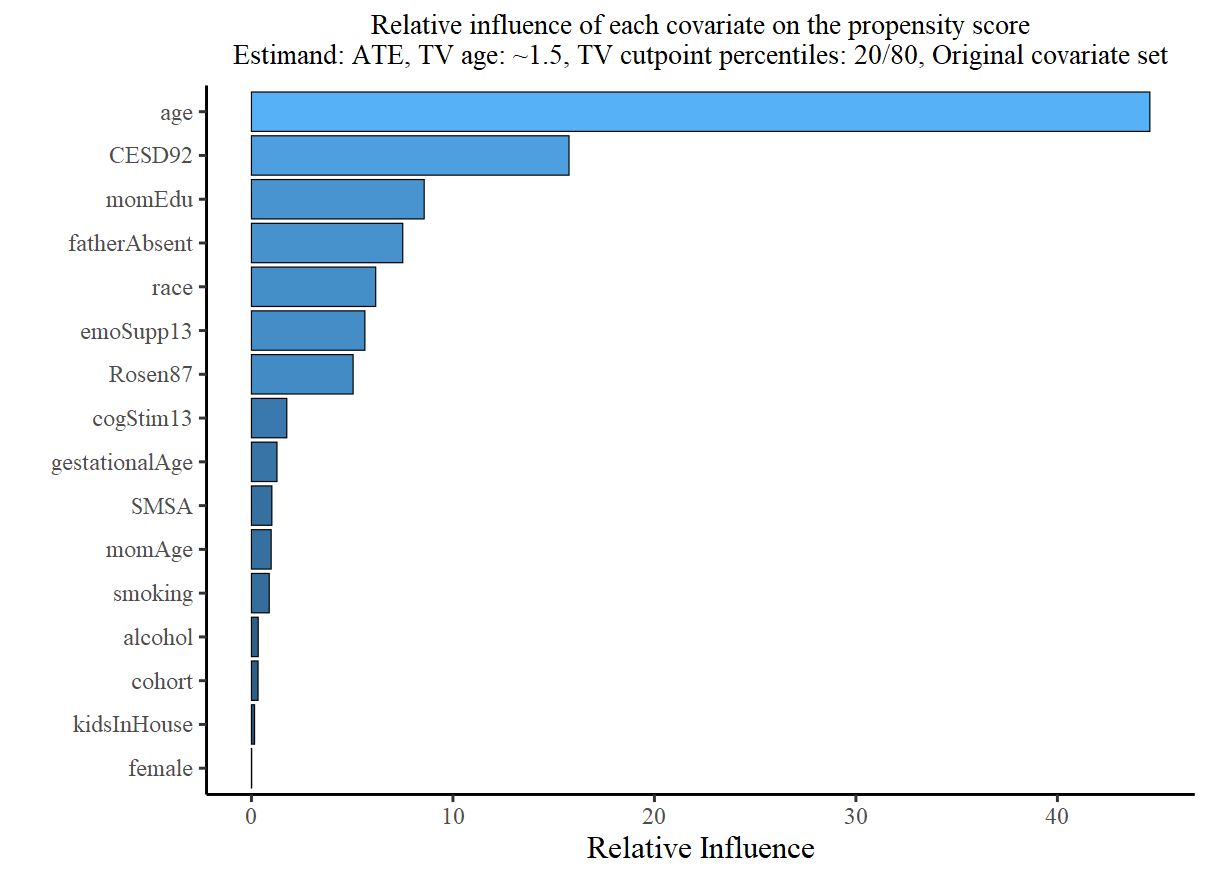 Relative influence of each covariate on the propensity score
Estimand: ATE, TV age: ~1.5, TV cutpoint percentiles: 20/80, Original covariate set
age
CESD92
momEdu
fatherAbsent
race
emoSupp13
Rosen87
cogStim13
gestationalAge
SMSA
momAge
smoking
alcohol
cohort
kidsInHouse
female
0 10 20 30 40
Relative Influence